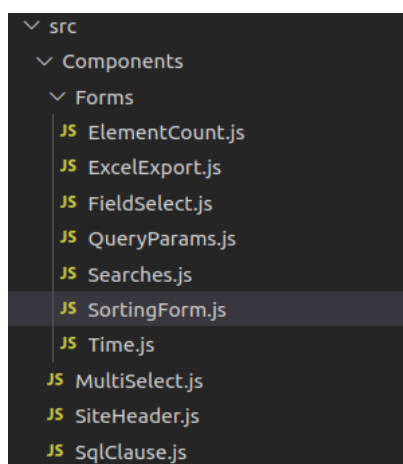 src
Components
Forms
JS ElementCount.js
JS ExcelExport.js
JS FieldSelect.js
JS QueryParams.js
JS Searches.js
JS SortingForm.js
JS Time.js
JS MultiSelect.js
JS SiteHeader.js
JS SqlClause.js